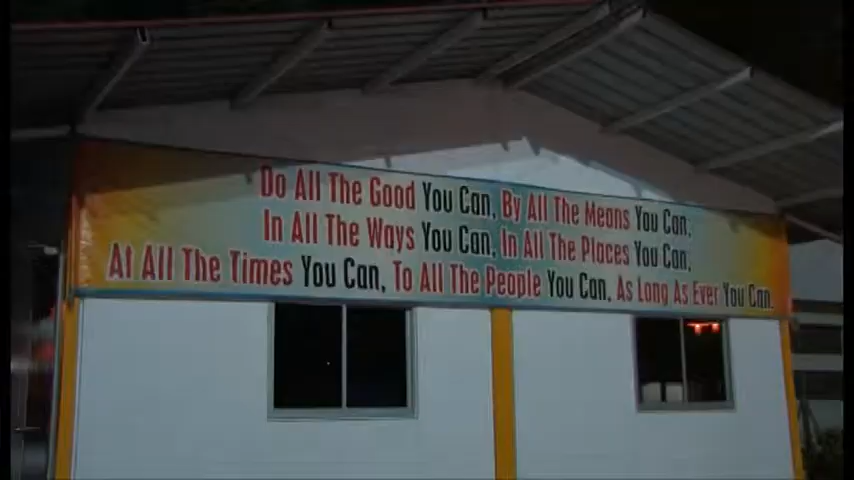 Do All The Good You Can, By All The Means You Can,
In All The Ways You Can, In All The Places You Can,
At All The Times You Can, To All The People You Can, As Long As Ever You Can.